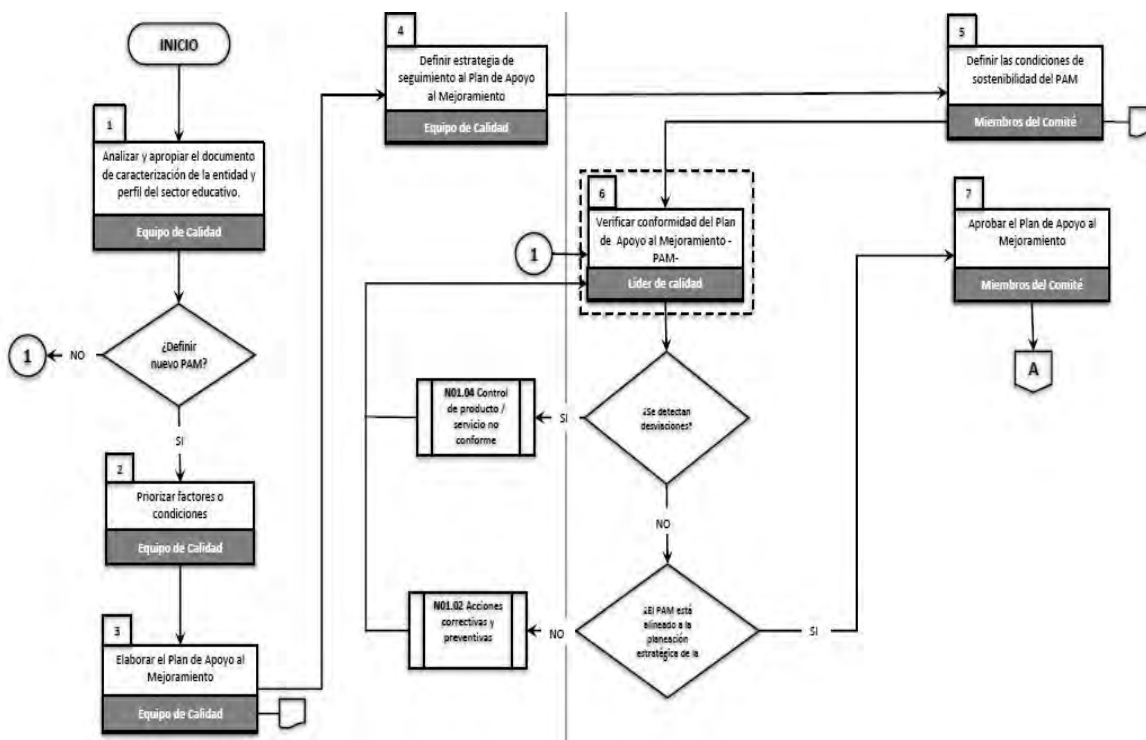 INICIO
1
Analizar y apropiar el documento
de caracterización de la entidad y
perfil del sector educativo.
Equipo de Calidad
¿Definir
nuevo PAM?
NO
1
SI
2
Priorizar factores o
condiciones
Equipo de Calidad
3
Elaborar el Plan de Apoyo al
Mejoramiento
Equipo de Calidad
4
Definir estrategia de
seguimiento al Plan de Apoyo
al Mejoramiento
Equipo de Calidad
5
Definir las condiciones de
sostenibilidad del PAM
Miembros del Comité
6
Verificar conformidad del Plan
de Apoyo al Mejoramiento -
PAM-
Lider de calidad
1
¿Se detectan
desviaciones?
SI
N01.04 Control
de producto /
servicio no
conforme
NO
¿El PAM está
alineado a la
planeación
estratégica de la
NO
N01.02 Acciones
correctivas y
preventivas
SI
7
Aprobar el Plan de Apoyo al
Mejoramiento
Miembros del Comité
A